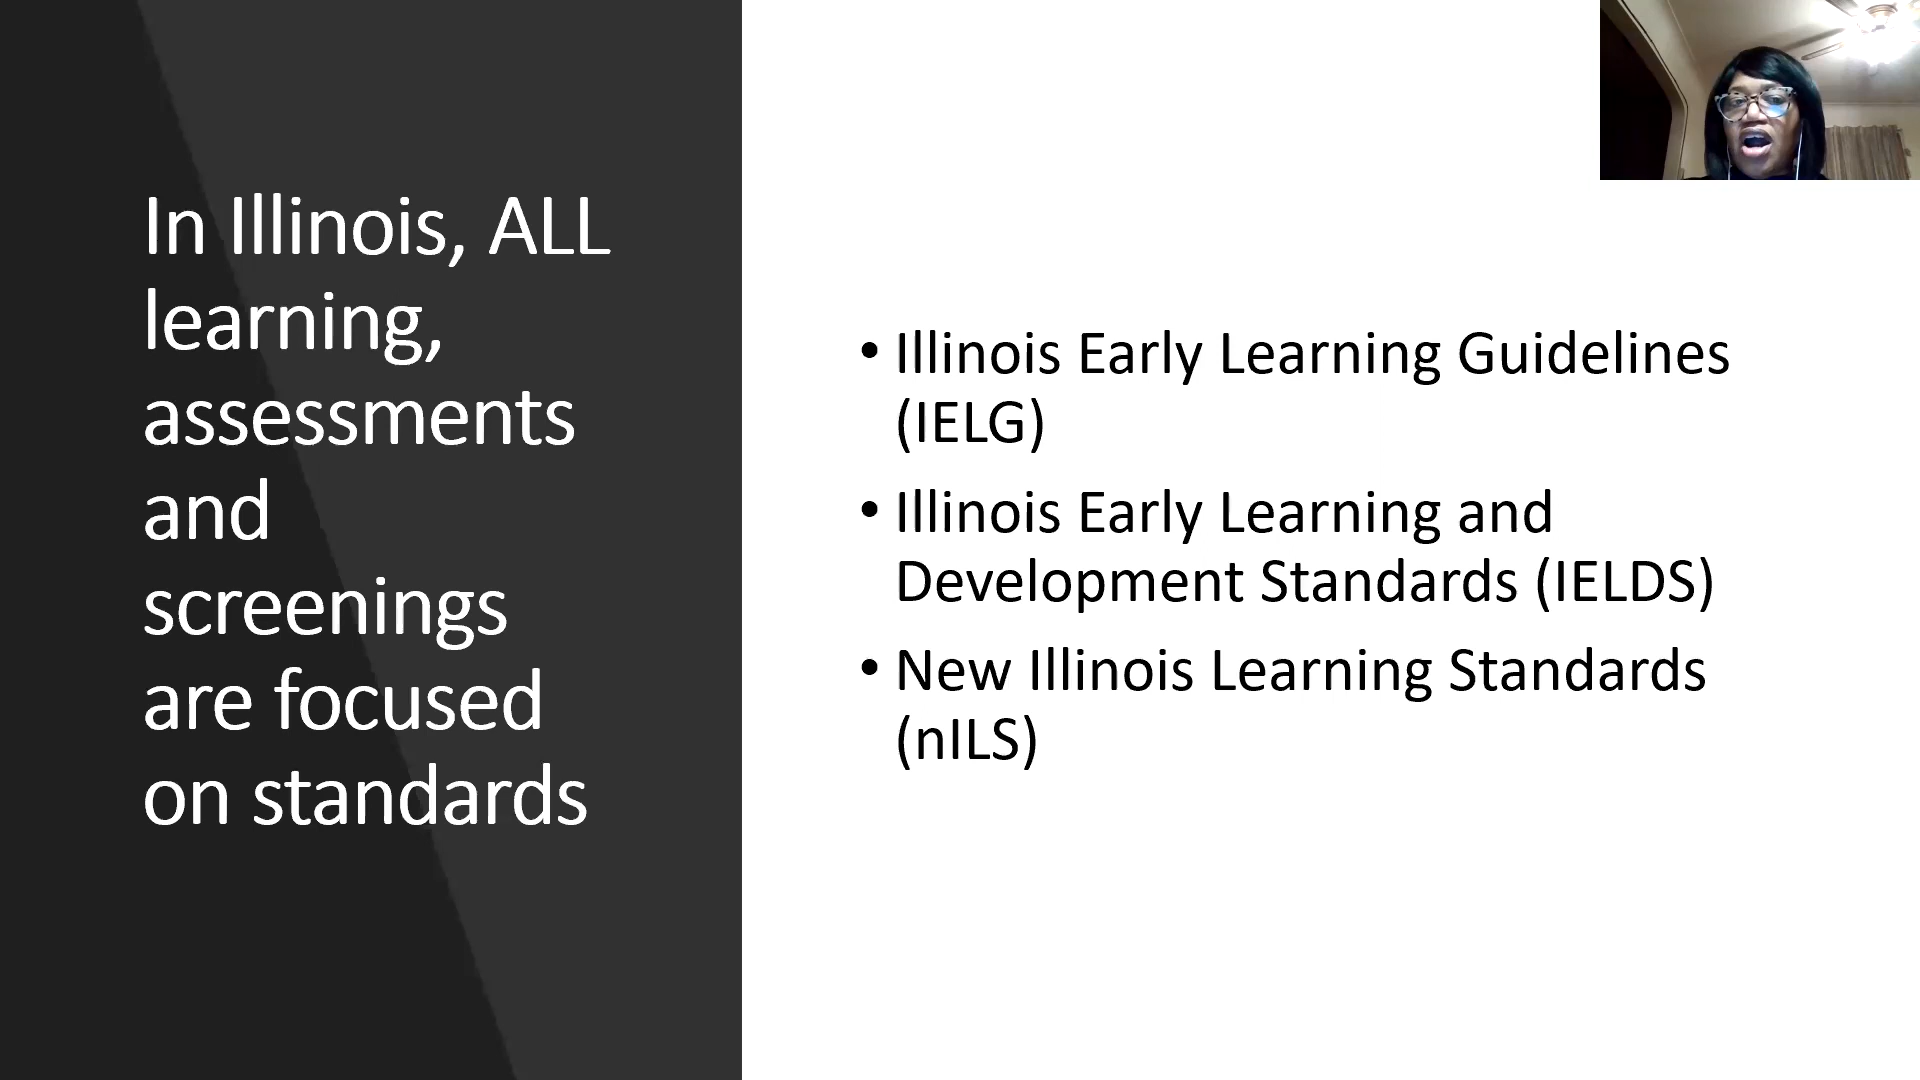 In Illinois, ALL
learning,
assessments
and
screenings
are focused
on standards
• Illinois Early Learning Guidelines
(IELG)
• Illinois Early Learning and
Development Standards (IELDS)
• New Illinois Learning Standards
(nILS)